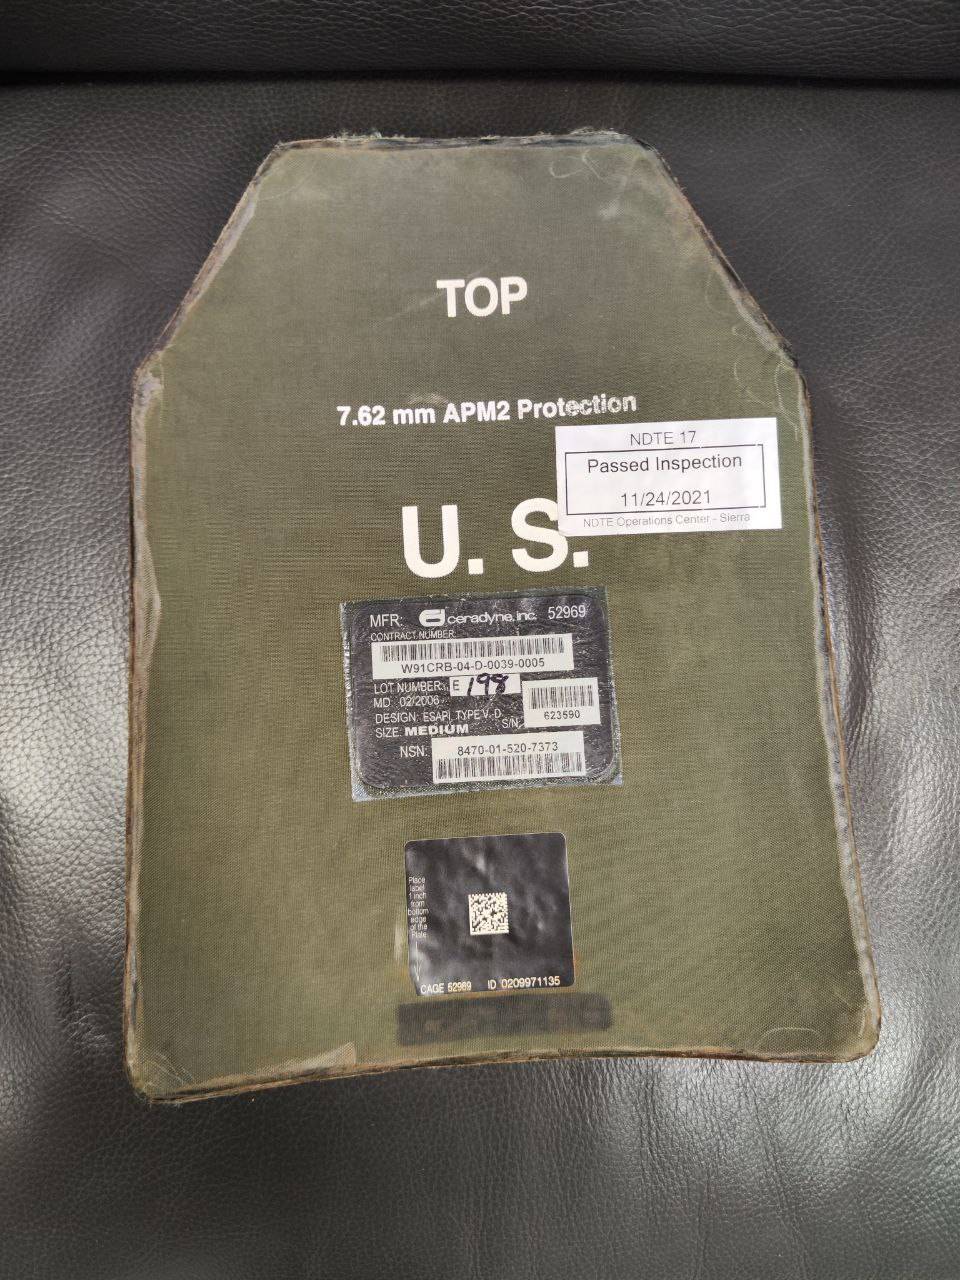 TOP
7.62 mm APM2 Protection
NDTE 17
Passed Inspection
11/24/2021
NDTE Operations Center - Sierra
U. S.
MFR: ceradyne, inc. 52969
CONTRACT NUMBER:
W91CRB-04-D-0039-0005
LOT NUMBER: E 198
MD 02/2006
DESIGN: ESAPI, TYPE V- D
S/N: 623590
SIZE: MEDIUM
NSN: 8470-01-520-7373
Place
label
1 inch
from
bottom
edge
of the
Plate
CAGE 52969 ID 0209971135